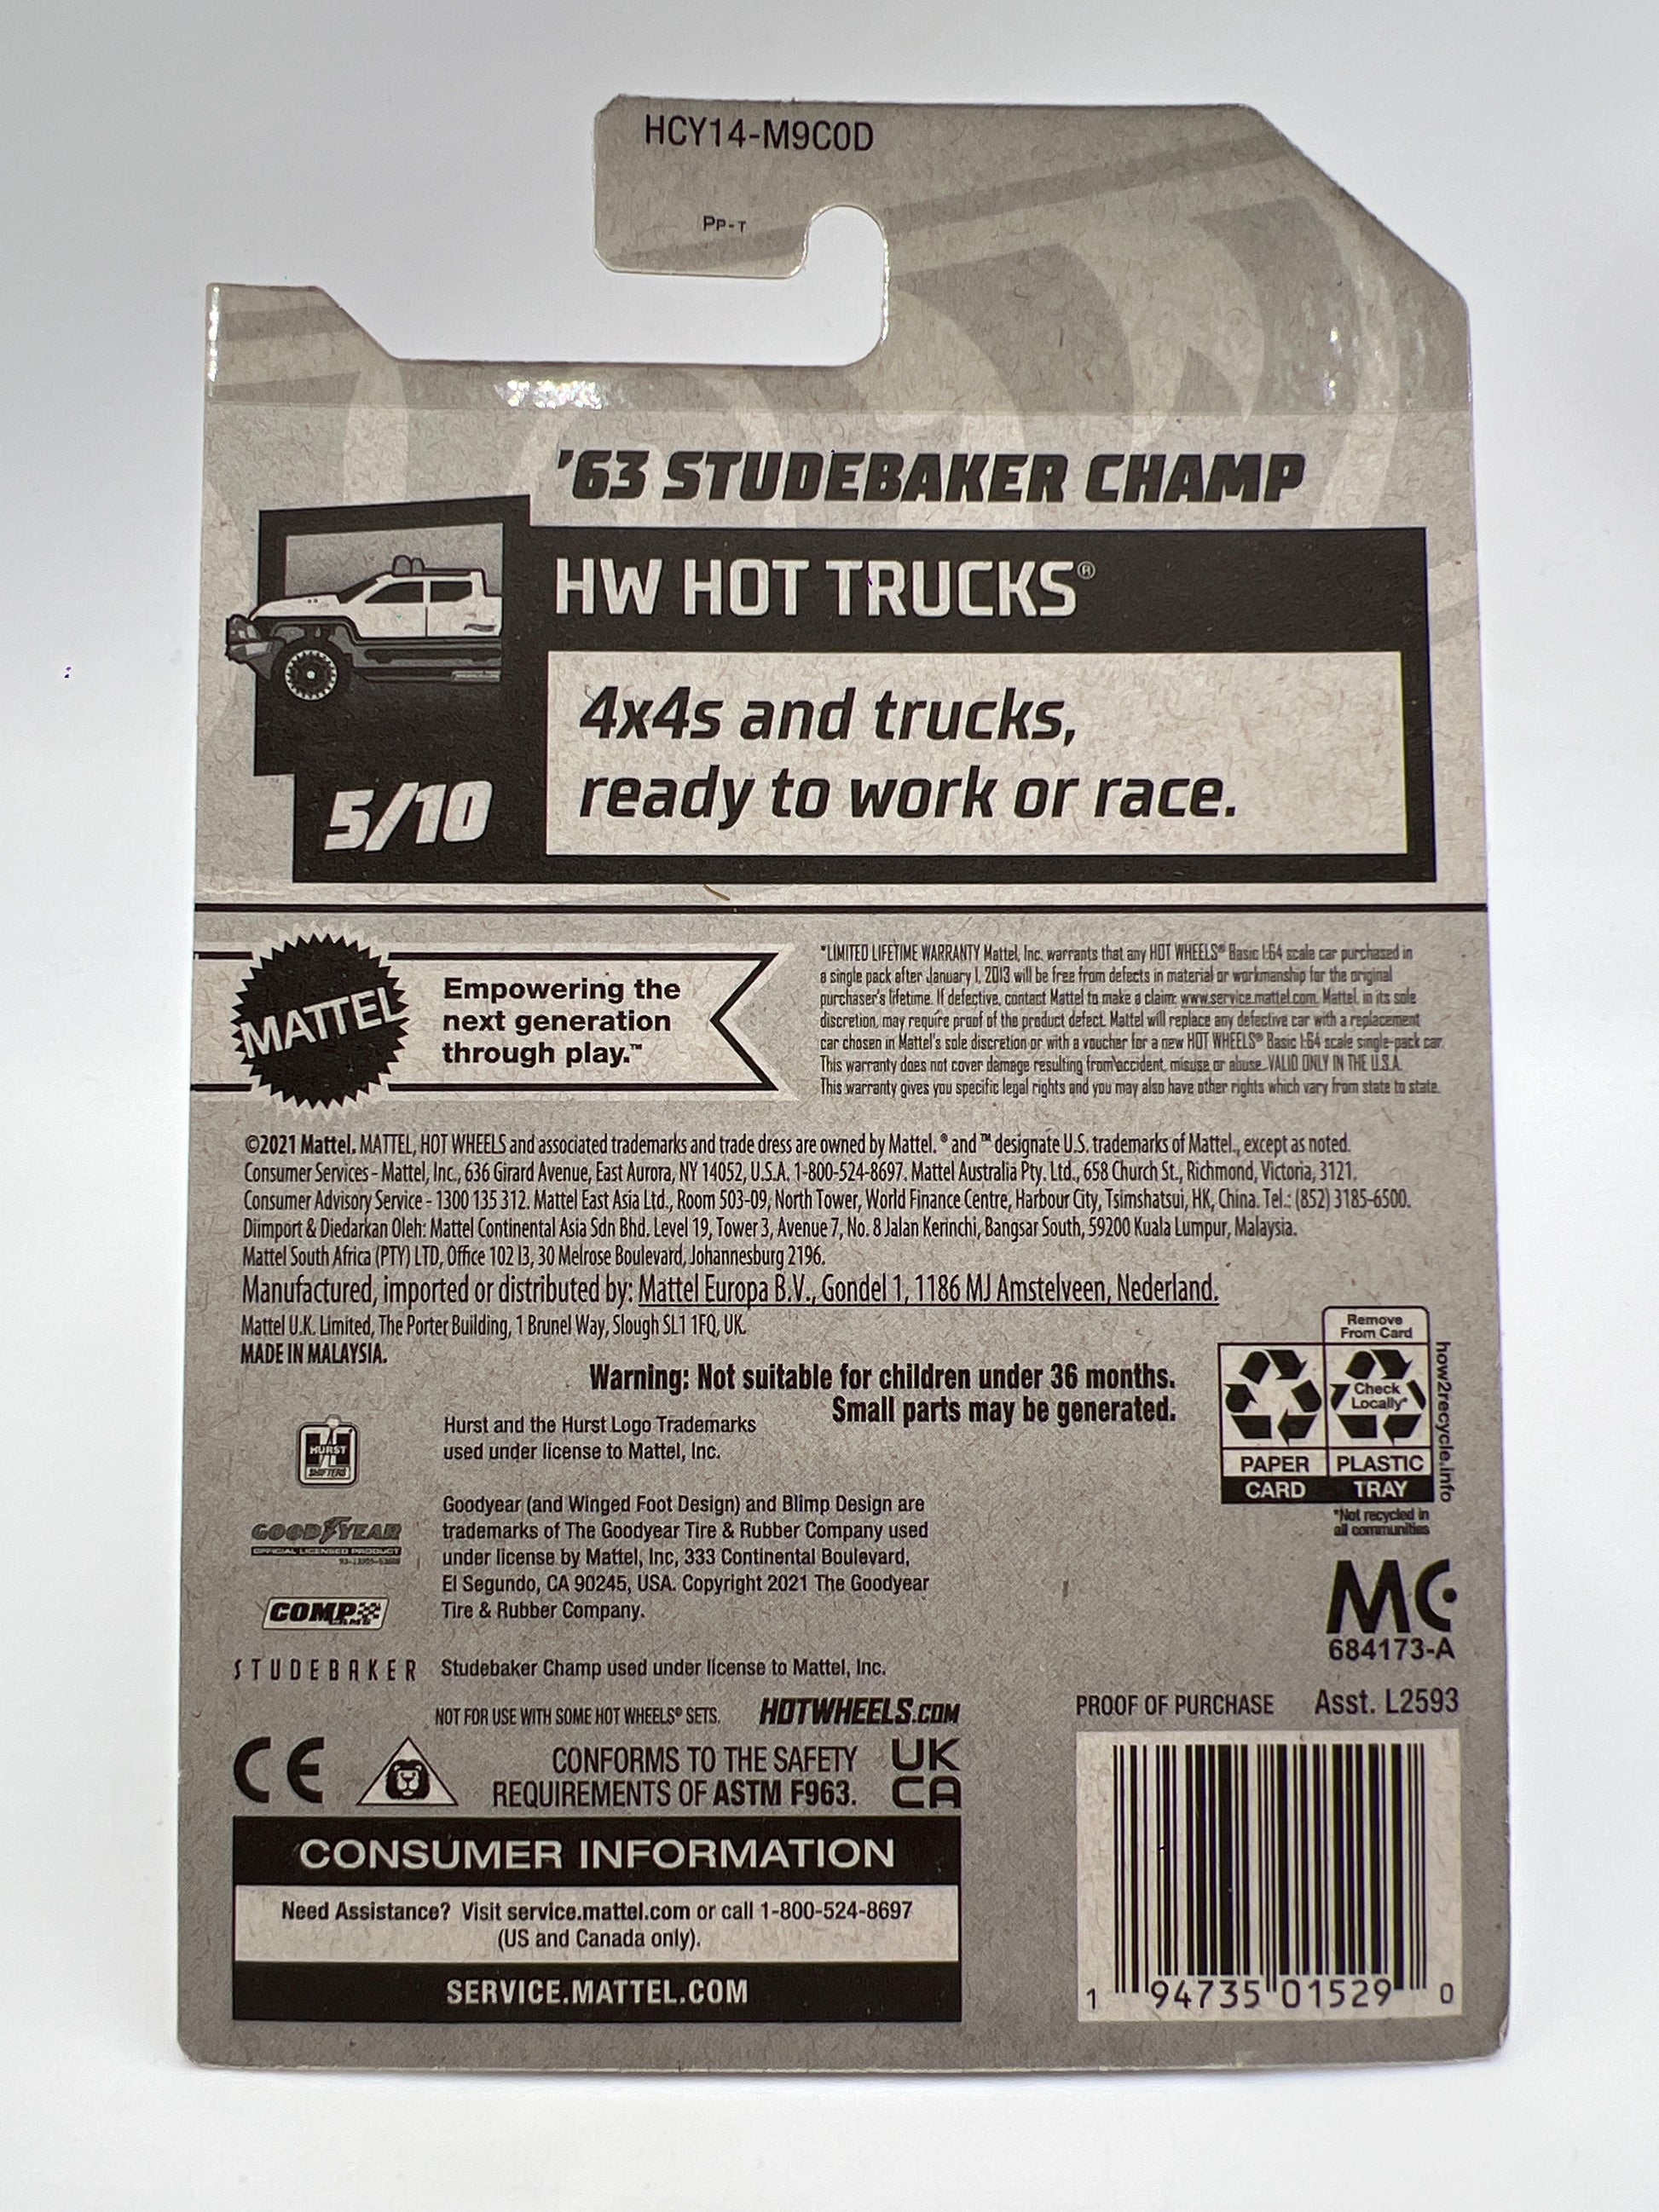 HCY14-M9C0D
PP-T
'63 STUDEBAKER CHAMP
HW HOT TRUCKS®
4x4s and trucks,
ready to work or race.
5/10
MATTEL
Empowering the
next generation
through play.™
*LIMITED LIFETIME WARRANTY Mattel, Inc. warrants that any HOT WHEELS® Basic 1:64 scale car purchased in
a single pack after January 1, 2013 will be free from defects in material or workmanship for the original
purchaser's lifetime. If defective, contact Mattel to make a claim: www.service.mattel.com. Mattel, in its sole
discretion, may require proof of the product defect. Mattel will replace any defective car with a replacement
car chosen in Mattel's sole discretion or with a voucher for a new HOT WHEELS® Basic 1:64 scale single-pack car.
This warranty does not cover damage resulting from accident, misuse or abuse. VALID ONLY IN THE U.S.A.
This warranty gives you specific legal rights and you may also have other rights which vary from state to state.
©2021 Mattel. MATTEL, HOT WHEELS and associated trademarks and trade dress are owned by Mattel. ® and ™ designate U.S. trademarks of Mattel., except as noted.
Consumer Services - Mattel, Inc., 636 Girard Avenue, East Aurora, NY 14052, U.S.A. 1-800-524-8697. Mattel Australia Pty. Ltd., 658 Church St., Richmond, Victoria, 3121.
Consumer Advisory Service - 1300 135 312. Mattel East Asia Ltd., Room 503-09, North Tower, World Finance Centre, Harbour City, Tsimshatsui, HK, China. Tel.: (852) 3185-6500.
Diimport & Diedarkan Oleh: Mattel Continental Asia Sdn Bhd. Level 19, Tower 3, Avenue 7, No. 8 Jalan Kerinchi, Bangsar South, 59200 Kuala Lumpur, Malaysia.
Mattel South Africa (PTY) LTD, Office 102 I3, 30 Melrose Boulevard, Johannesburg 2196.
Manufactured, imported or distributed by: Mattel Europa B.V., Gondel 1, 1186 MJ Amstelveen, Nederland.
Mattel U.K. Limited, The Porter Building, 1 Brunel Way, Slough SL1 1FQ, UK.
MADE IN MALAYSIA.
Warning: Not suitable for children under 36 months.
Small parts may be generated.
Remove
From Card
Check
Locally*
PAPER
PLASTIC
CARD
TRAY
how2recycle.info
*Not recycled in
all communities
HURST
SHIFTERS
Hurst and the Hurst Logo Trademarks
used under license to Mattel, Inc.
GOODYEAR
OFFICIAL LICENSED PRODUCT
Goodyear (and Winged Foot Design) and Blimp Design are
trademarks of The Goodyear Tire & Rubber Company used
under license by Mattel, Inc, 333 Continental Boulevard,
El Segundo, CA 90245, USA. Copyright 2021 The Goodyear
Tire & Rubber Company.
COMP
CAMS
STUDEBAKER
Studebaker Champ used under license to Mattel, Inc.
MC
684173-A
NOT FOR USE WITH SOME HOT WHEELS® SETS.
HOTWHEELS.COM
PROOF OF PURCHASE
Asst. L2593
CE
CONFORMS TO THE SAFETY
REQUIREMENTS OF ASTM F963.
UK
CA
CONSUMER INFORMATION
Need Assistance? Visit service.mattel.com or call 1-800-524-8697
(US and Canada only).
SERVICE.MATTEL.COM
1 94735 01529 0